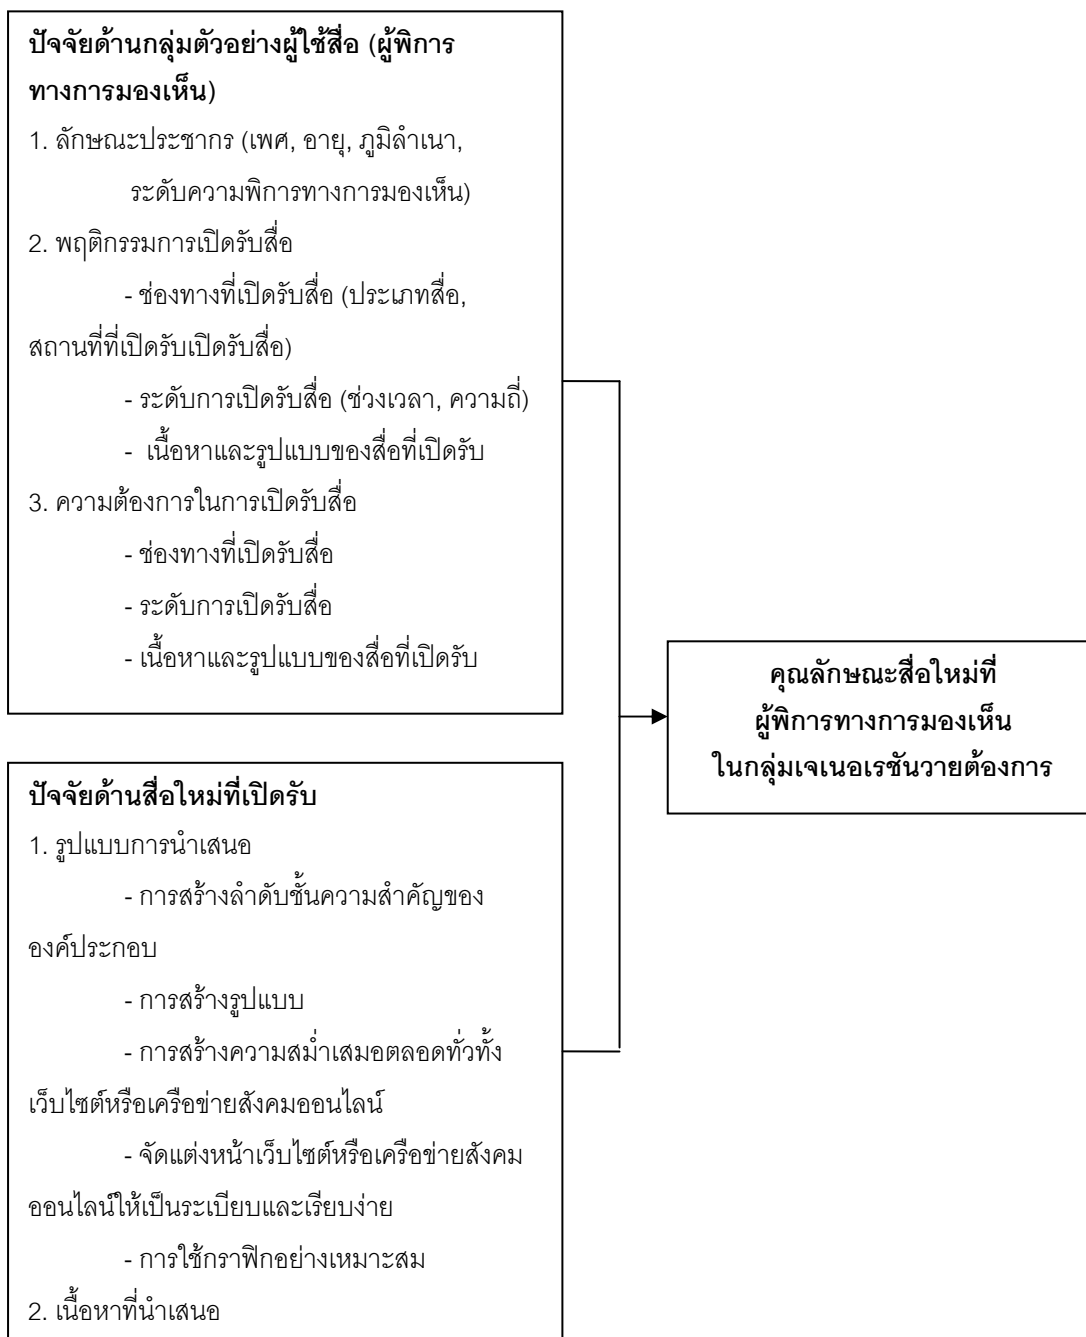 ปัจจัยด้านกลุ่มตัวอย่างผู้ใช้สื่อ (ผู้พิการ
ทางการมองเห็น)
1. ลักษณะประชากร (เพศ, อายุ, ภูมิลำเนา,
ระดับความพิการทางการมองเห็น)
2. พฤติกรรมการเปิดรับสื่อ
- ช่องทางที่เปิดรับสื่อ (ประเภทสื่อ,
สถานที่ที่เปิดรับเปิดรับสื่อ)
- ระดับการเปิดรับสื่อ (ช่วงเวลา, ความถี่)
- เนื้อหาและรูปแบบของสื่อที่เปิดรับ
3. ความต้องการในการเปิดรับสื่อ
- ช่องทางที่เปิดรับสื่อ
- ระดับการเปิดรับสื่อ
- เนื้อหาและรูปแบบของสื่อที่เปิดรับ
ปัจจัยด้านสื่อใหม่ที่เปิดรับ
1. รูปแบบการนำเสนอ
- การสร้างลำดับชั้นความสำคัญของ
องค์ประกอบ
- การสร้างรูปแบบ
- การสร้างความสม่ำเสมอตลอดทั่วทั้ง
เว็บไซต์หรือเครือข่ายสังคมออนไลน์
- จัดแต่งหน้าเว็บไซต์หรือเครือข่ายสังคม
ออนไลน์ให้เป็นระเบียบและเรียบง่าย
- การใช้กราฟิกอย่างเหมาะสม
2. เนื้อหาที่นำเสนอ
คุณลักษณะสื่อใหม่ที่
ผู้พิการทางการมองเห็น
ในกลุ่มเจเนอเรชันวายต้องการ